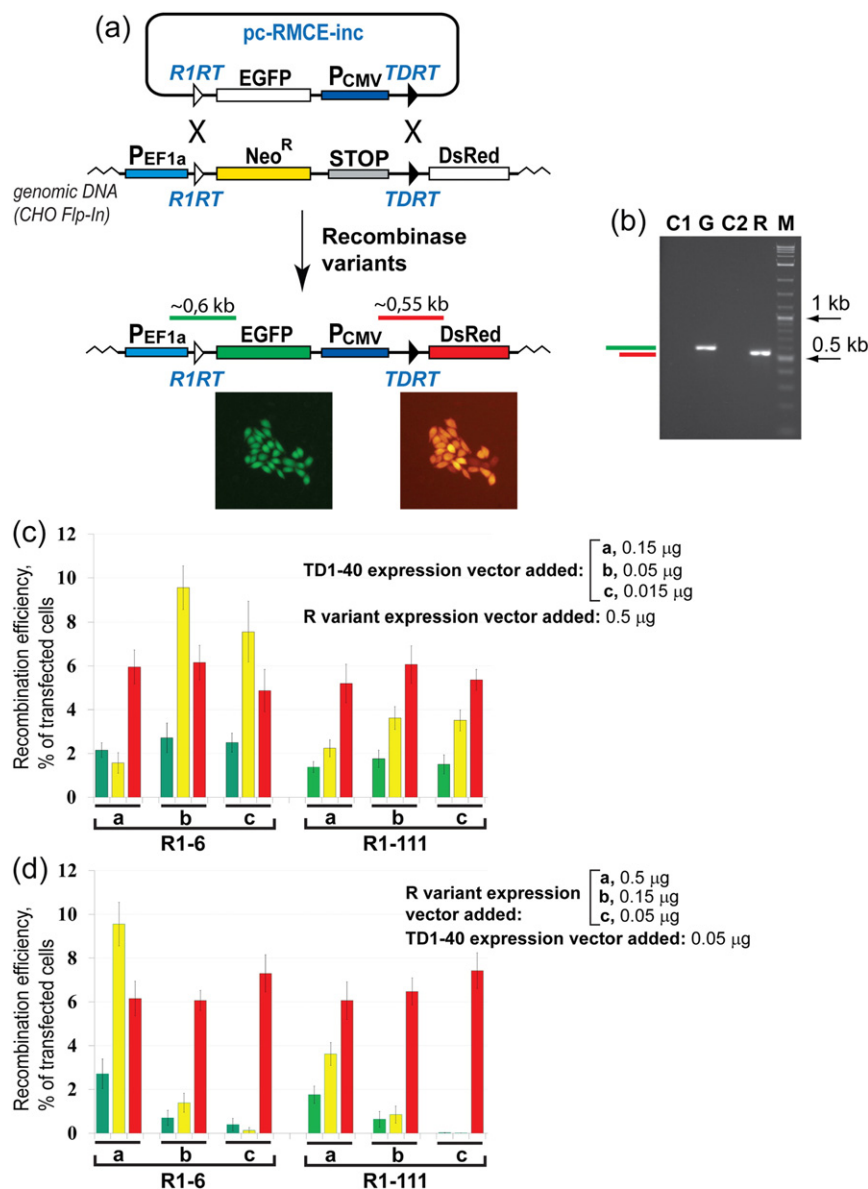 (a)
pc-RMCE-inc
R1RT EGFP PCMV TDRT
X X
PEF1a NeoR STOP DsRed
genomic DNA
(CHO Flp-In)
R1RT TDRT
Recombinase
variants
~0,6 kb ~0,55 kb
PEF1a EGFP PCMV DsRed
R1RT TDRT
(b)
C1 G C2 R M
1 kb
0.5 kb
(c)
Recombination efficiency,
% of transfected cells
12
10
8
6
4
2
0
TD1-40 expression vector added:
a, 0.15 µg
b, 0.05 µg
c, 0.015 µg
R variant expression vector added: 0.5 µg
a b c a b c
R1-6 R1-111
(d)
Recombination efficiency,
% of transfected cells
12
10
8
6
4
2
0
R variant expression
vector added:
a, 0.5 µg
b, 0.15 µg
c, 0.05 µg
TD1-40 expression vector added: 0.05 µg
a b c a b c
R1-6 R1-111